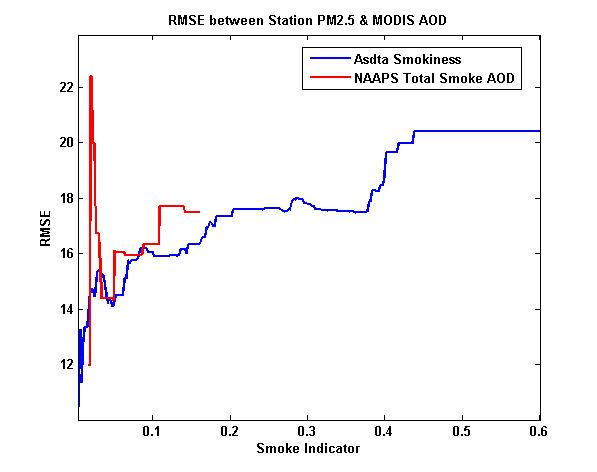 RMSE between Station PM2.5 & MODIS AOD
Asdta Smokiness
NAAPS Total Smoke AOD
22
20
18
16
14
12
RMSE
0.1 0.2 0.3 0.4 0.5 0.6
Smoke Indicator